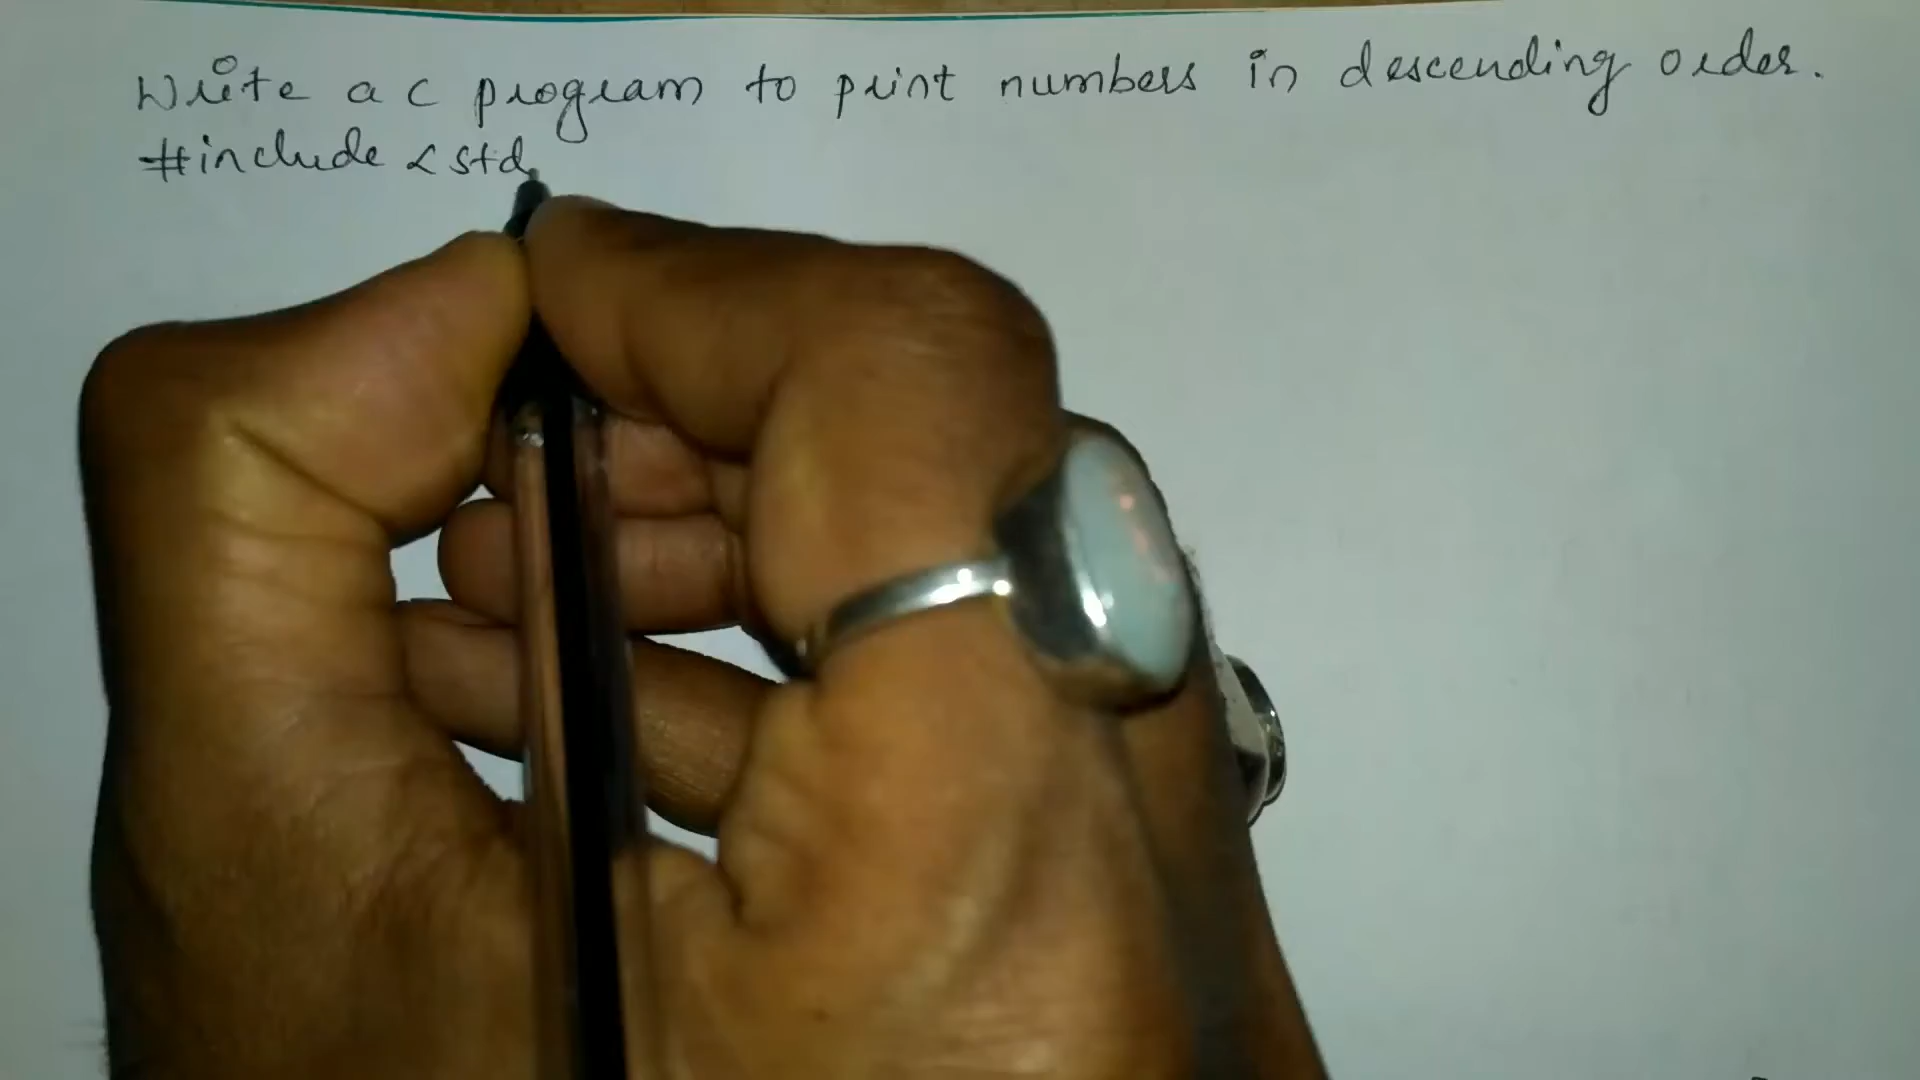 Write a c program to print numbers in descending order.
#include <std